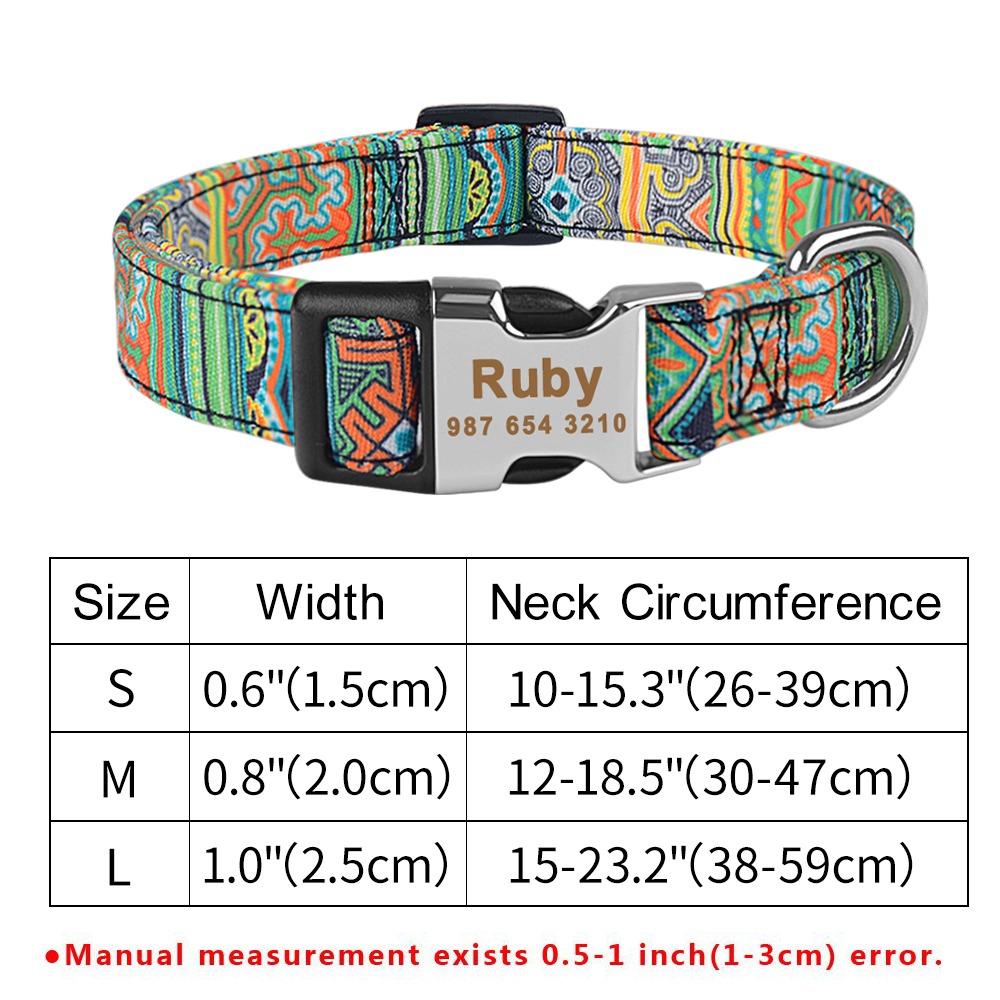 Ruby
987 654 3210
Size Width Neck Circumference
S 0.6"(1.5cm) 10-15.3"(26-39cm)
M 0.8"(2.0cm) 12-18.5"(30-47cm)
L 1.0"(2.5cm) 15-23.2"(38-59cm)
●Manual measurement exists 0.5-1 inch(1-3cm) error.